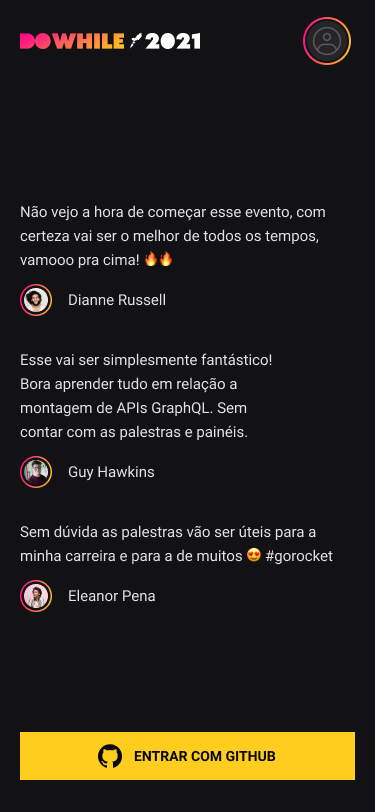 DOWHILE 2021
Não vejo a hora de começar esse evento, com
certeza vai ser o melhor de todos os tempos,
vamooo pra cima! 🔥🔥
Dianne Russell
Esse vai ser simplesmente fantástico!
Bora aprender tudo em relação a
montagem de APIs GraphQL. Sem
contar com as palestras e painéis.
Guy Hawkins
Sem dúvida as palestras vão ser úteis para a
minha carreira e para a de muitos 😍 #gorocket
Eleanor Pena
ENTRAR COM GITHUB